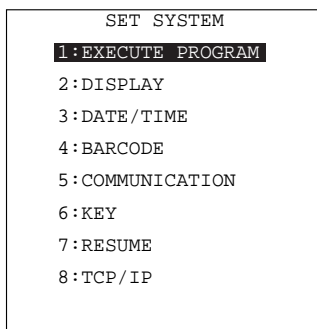 SET SYSTEM
1:EXECUTE PROGRAM
2:DISPLAY
3:DATE/TIME
4:BARCODE
5:COMMUNICATION
6:KEY
7:RESUME
8:TCP/IP